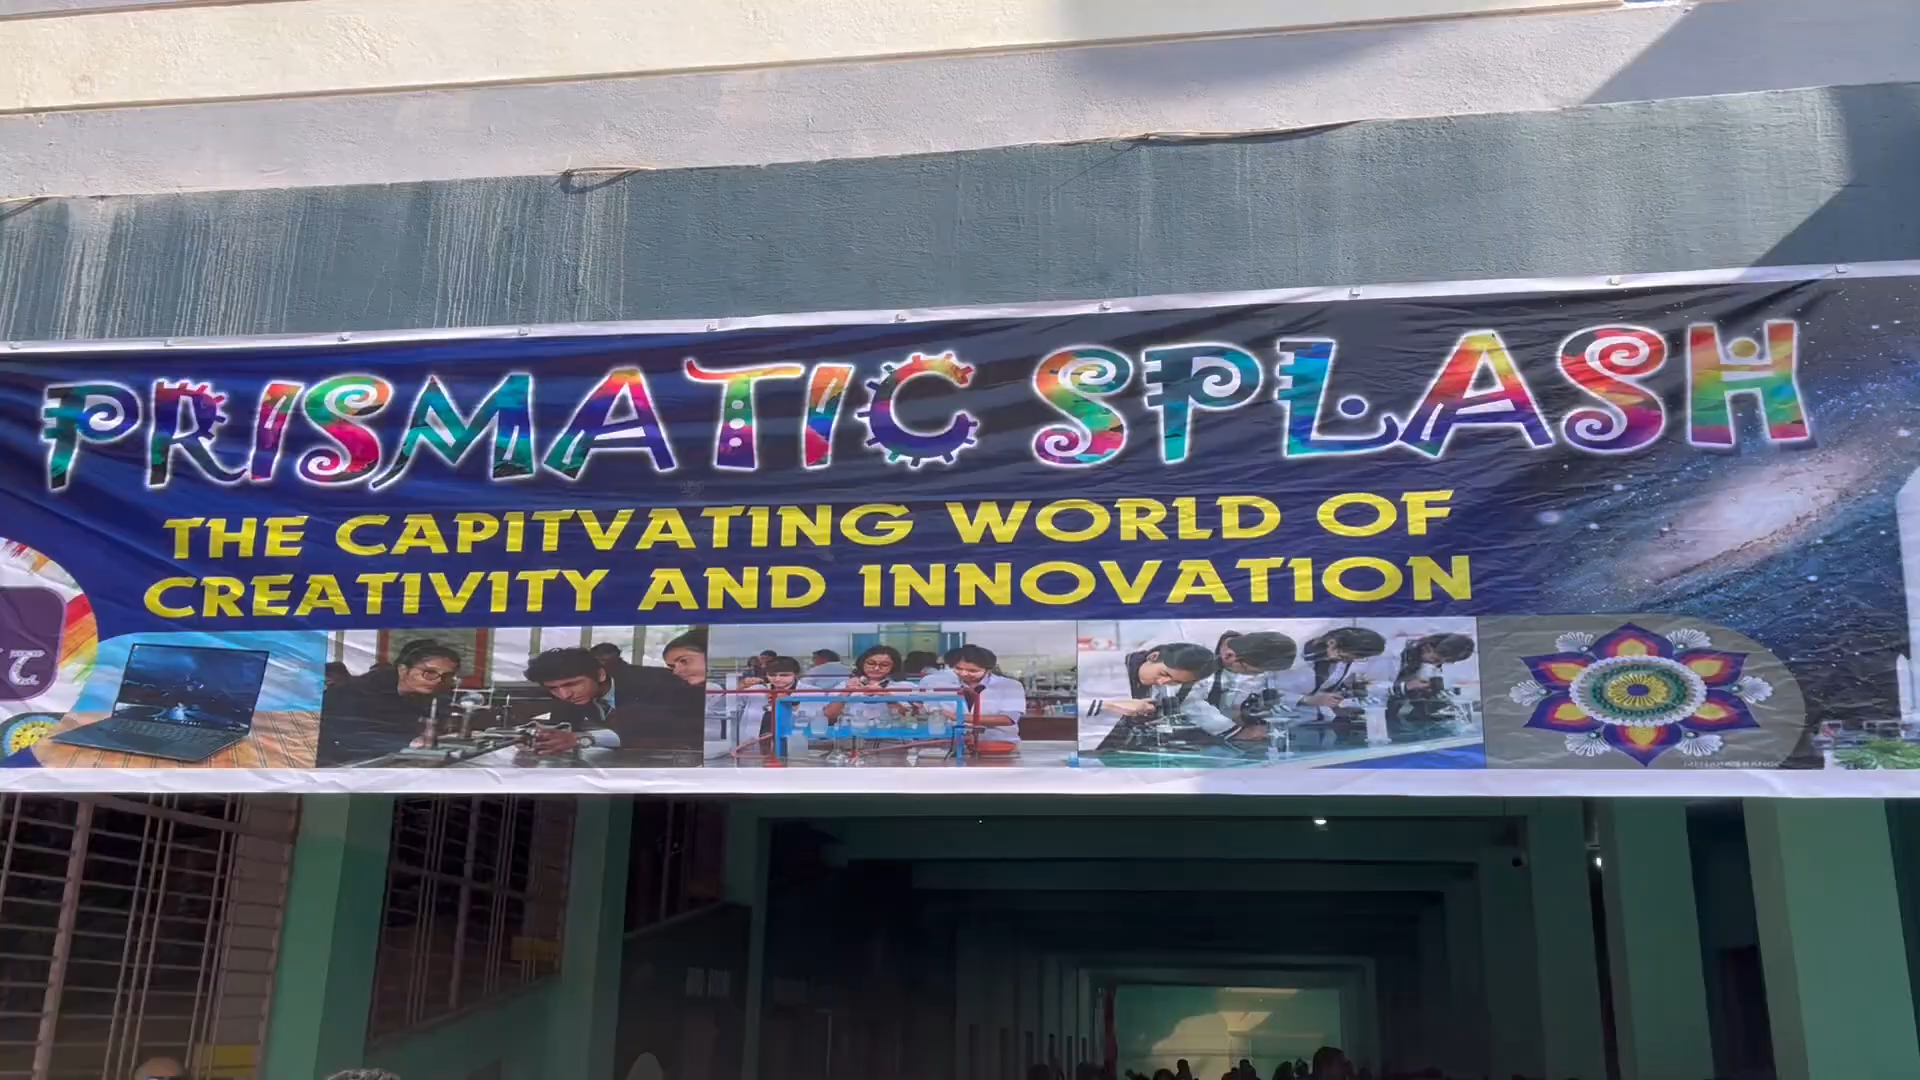 PRISMATIC SPLASH
THE CAPITVATING WORLD OF
CREATIVITY AND INNOVATION